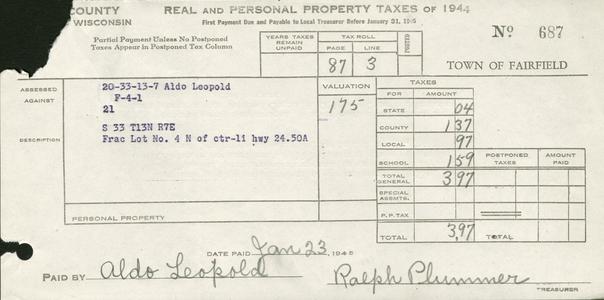 COUNTY
WISCONSIN
REAL AND PERSONAL PROPERTY TAXES OF 1944
First Payment Due and Payable to Local Treasurer Before January 31, 1945
No 687
Partial Payment Unless No Postponed
Taxes Appear in Postponed Tax Column
YEARS TAXES
REMAIN
UNPAID
TAX ROLL
PAGE LINE
87 3
POSTED
TOWN OF FAIRFIELD
ASSESSED
AGAINST
20-33-13-7 Aldo Leopold
F-4-1
21
DESCRIPTION
S 33 T13N R7E
Frac Lot No. 4 N of ctr-li hwy 24.50A
VALUATION
175
TAXES
FOR AMOUNT
STATE 04
COUNTY 1 37
LOCAL 97
SCHOOL 1 59
POSTPONED
TAXES
AMOUNT
PAID
TOTAL
GENERAL 3 97
SPECIAL
ASSMTS.
P.P. TAX
TOTAL 3.97 TOTAL
PERSONAL PROPERTY
DATE PAID Jan 23, 1945
PAID BY Aldo Leopold
Ralph Plummer
TREASURER